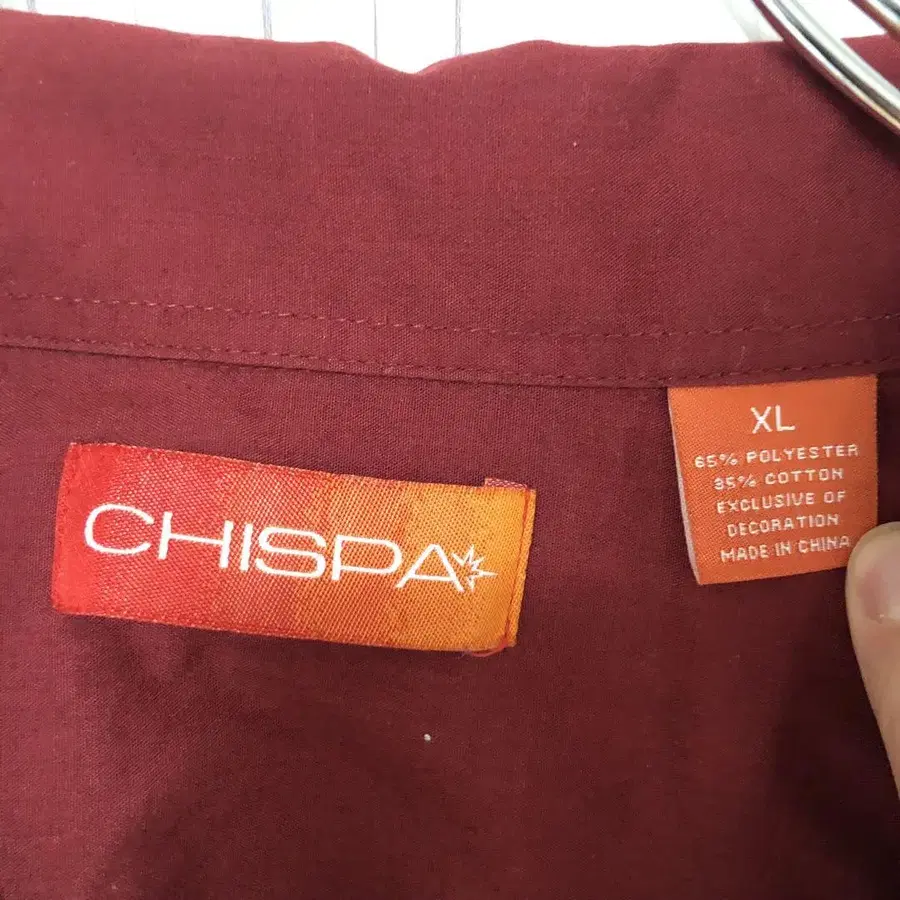 CHISPA
XL
65% POLYESTER
35% COTTON
EXCLUSIVE OF
DECORATION
MADE IN CHINA